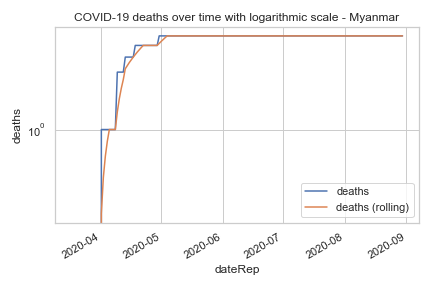 COVID-19 deaths over time with logarithmic scale - Myanmar
deaths
10⁰
deaths
deaths (rolling)
2020-04
2020-05
2020-06
2020-07
2020-08
2020-09
dateRep